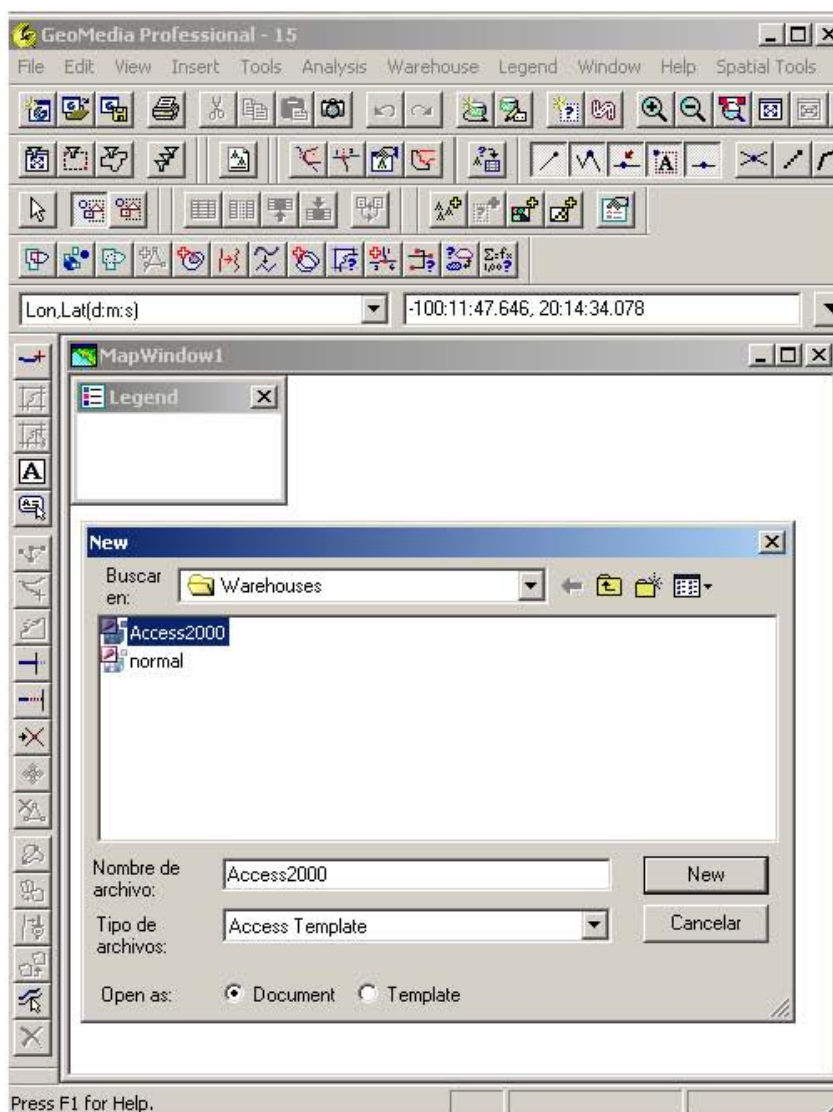 GeoMedia Professional - 15
File Edit View Insert Tools Analysis Warehouse Legend Window Help Spatial Tools
Lon,Lat(d:m:s) -100:11:47.646, 20:14:34.078
MapWindow1
Legend
New
Buscar en: Warehouses
Access2000
normal
Nombre de archivo: Access2000 New
Tipo de archivos: Access Template Cancelar
Open as: Document Template
Press F1 for Help.